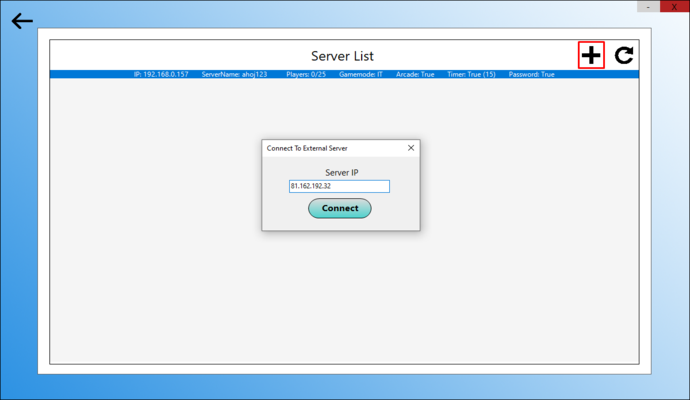 - X
Server List
IP: 192.168.0.157 ServerName: ahoj123 Players: 0/25 Gamemode: IT Arcade: True Timer: True (15) Password: True
Connect To External Server
Server IP
81.162.192.32
Connect